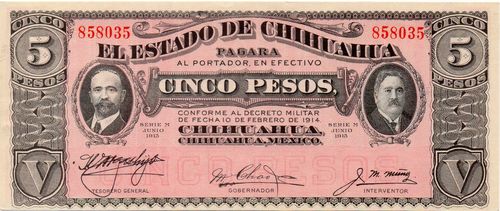 CINCO
CINCO
5
858035
858035
5
EL ESTADO DE CHIHUAHUA
PESOS
PESOS
PAGARA
AL PORTADOR, EN EFECTIVO
CINCO PESOS,
CONFORME AL DECRETO MILITAR
DE FECHA 10 DE FEBRERO DE 1914.
SERIE M
JUNIO
1915
SERIE M
JUNIO
1915
CHIHUAHUA,
CHIHUAHUA, MEXICO.
V
V
TESORERO GENERAL
GOBERNADOR
INTERVENTOR